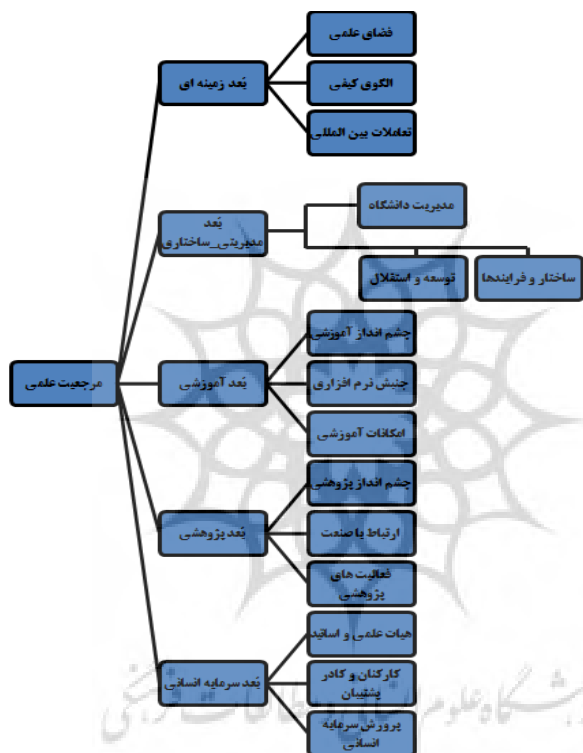 فضای علمی
بُعد زمینه ای
الگوی کیفی
تعاملات بین المللی
مدیریت دانشگاه
بُعد
مدیریتی_ساختاری
ساختار و فرایندها
توسعه و استقلال
چشم انداز آموزشی
مرجعیت علمی
بُعد آموزشی
جنبش نرم افزاری
امکانات آموزشی
چشم انداز پژوهشی
بُعد پژوهشی
ارتباط با صنعت
فعالیت های
پژوهشی
هیات علمی و اساتید
بُعد سرمایه انسانی
کارکنان و کادر
پشتیبان
پرورش سرمایه
انسانی